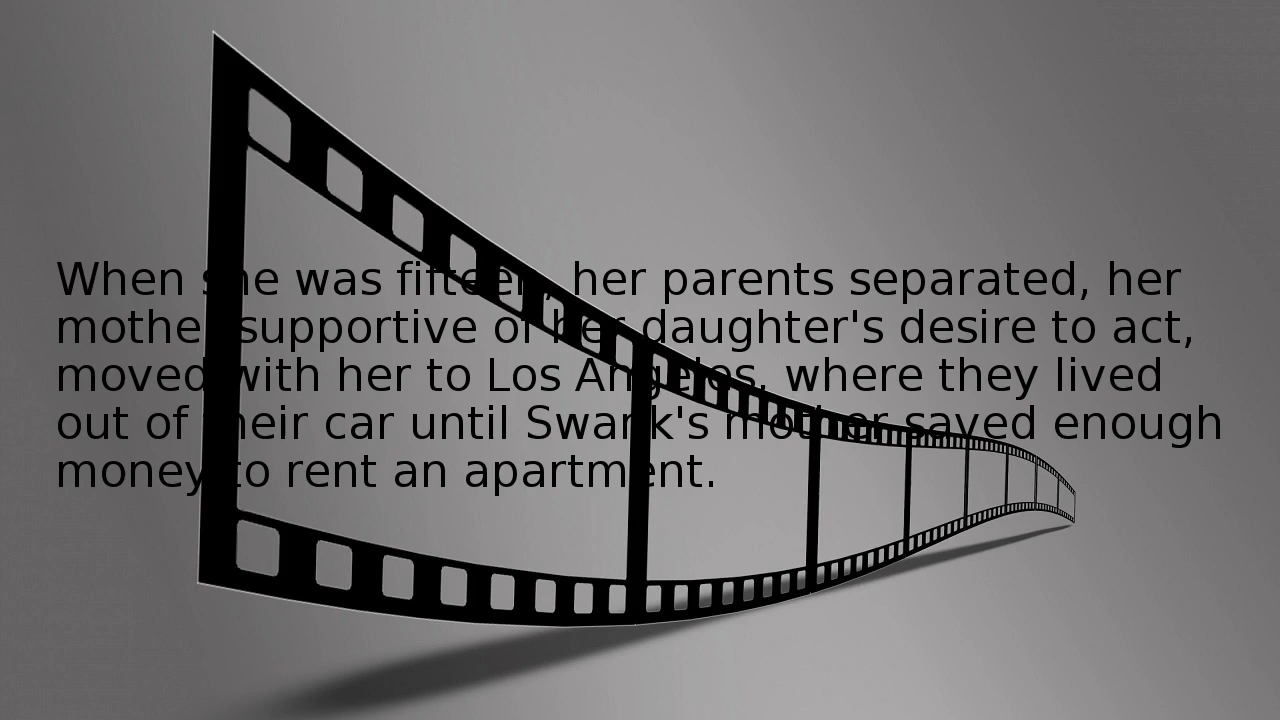 When she was fifteen, her parents separated, her
mother, supportive of her daughter's desire to act,
moved with her to Los Angeles, where they lived
out of their car until Swank's mother saved enough
money to rent an apartment.